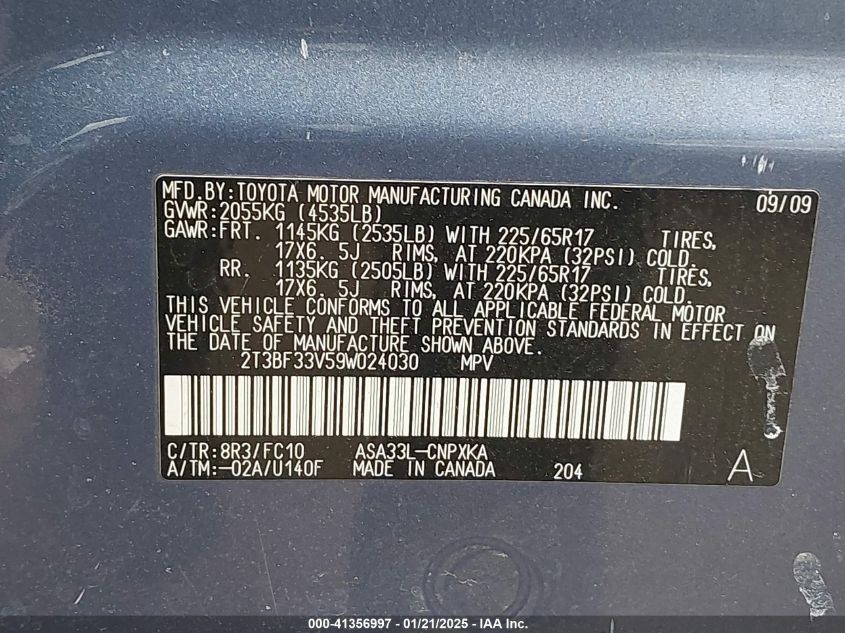 MFD.BY:TOYOTA MOTOR MANUFACTURING CANADA INC. 09/09
GVWR:2055KG (4535LB)
GAWR:FRT. 1145KG (2535LB) WITH 225/65R17 TIRES,
17X6. 5J RIMS, AT 220KPA (32PSI) COLD.
RR. 1135KG (2505LB) WITH 225/65R17 TIRES,
17X6. 5J RIMS, AT 220KPA (32PSI) COLD.
THIS VEHICLE CONFORMS TO ALL APPLICABLE FEDERAL MOTOR
VEHICLE SAFETY AND THEFT PREVENTION STANDARDS IN EFFECT ON
THE DATE OF MANUFACTURE SHOWN ABOVE.
2T3BF33V59W024030 MPV
C/TR:8R3/FC10 ASA33L-CNPXKA
A/TM:-02A/U140F MADE IN CANADA 204 A
000-41356997 - 01/21/2025 - IAA Inc.